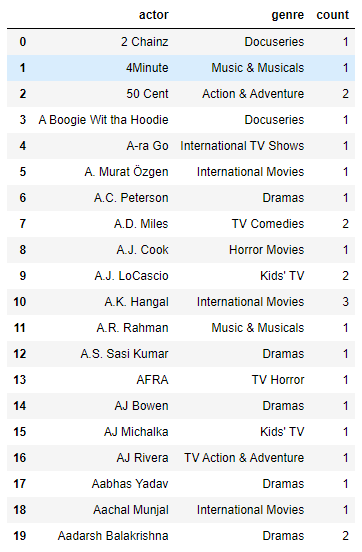 actor genre count
0 2 Chainz Docuseries 1
1 4Minute Music & Musicals 1
2 50 Cent Action & Adventure 2
3 A Boogie Wit tha Hoodie Docuseries 1
4 A-ra Go International TV Shows 1
5 A. Murat Özgen International Movies 1
6 A.C. Peterson Dramas 1
7 A.D. Miles TV Comedies 2
8 A.J. Cook Horror Movies 1
9 A.J. LoCascio Kids' TV 2
10 A.K. Hangal International Movies 3
11 A.R. Rahman Music & Musicals 1
12 A.S. Sasi Kumar Dramas 1
13 AFRA TV Horror 1
14 AJ Bowen Dramas 1
15 AJ Michalka Kids' TV 1
16 AJ Rivera TV Action & Adventure 1
17 Aabhas Yadav Dramas 1
18 Aachal Munjal International Movies 1
19 Aadarsh Balakrishna Dramas 2